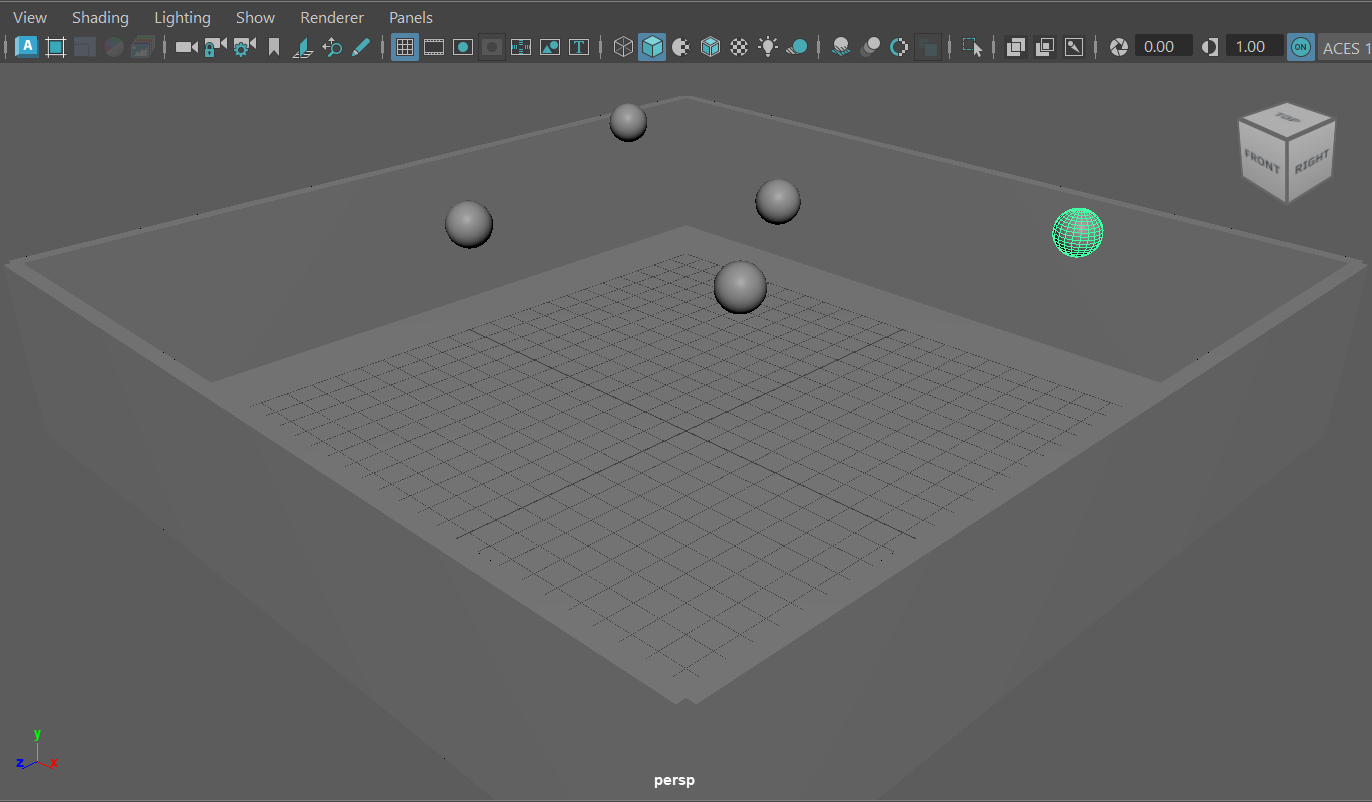 View Shading Lighting Show Renderer Panels
A T 0.00 1.00 ON ACES 1
TOP
FRONT RIGHT
y
z x
persp